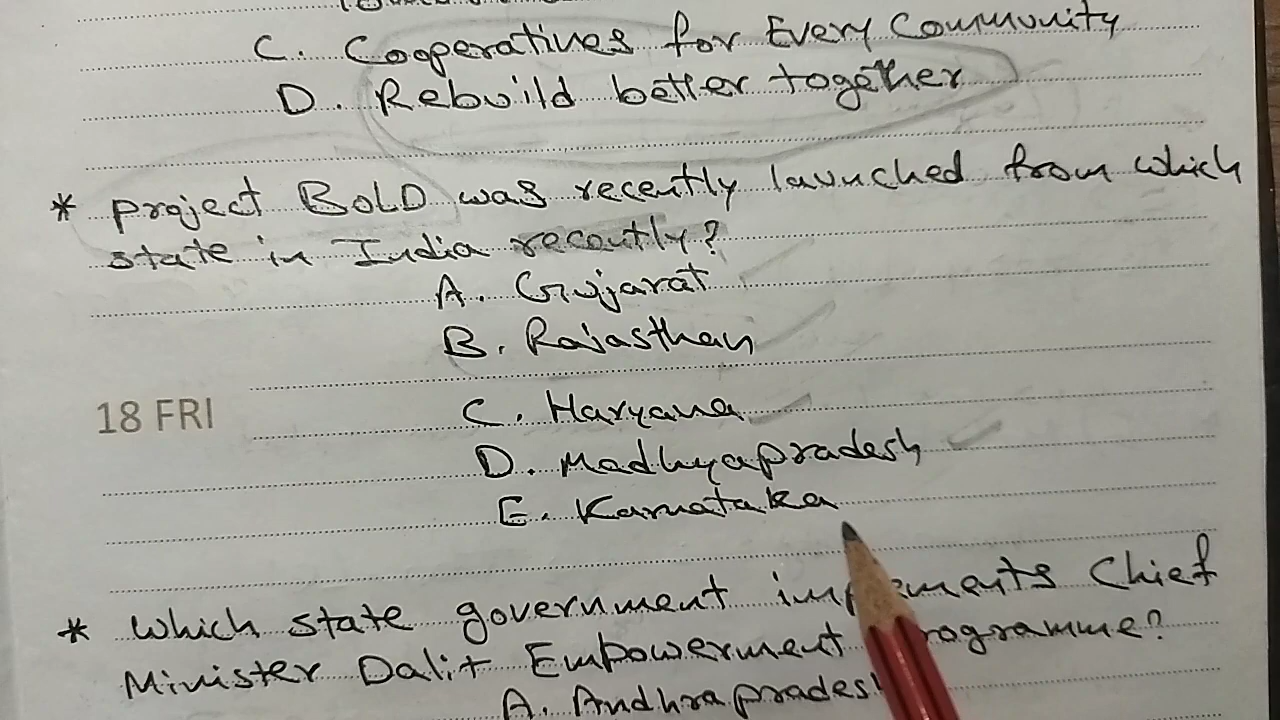 C. Cooperatives for Every Community
D. Rebuild better together
* Project BOLD was recently launched from which
state in India recently?
A. Gujarat
B. Rajasthan
18 FRI
C. Haryana
D. Madhyapradesh
E. Karnataka
* Which state government implements Chief
Minister Dalit Empowerment Programme?
A. Andhrapradesh